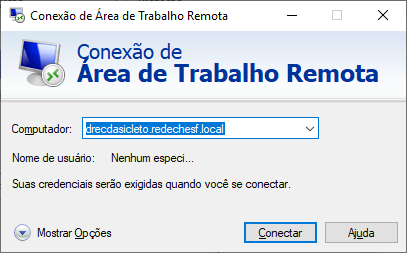 Conexão de Área de Trabalho Remota
Conexão de
Área de Trabalho Remota
Computador: drecdasicleto.redechesf.local
Nome de usuário: Nenhum especi...
Suas credenciais serão exigidas quando você se conectar.
Mostrar Opções Conectar Ajuda